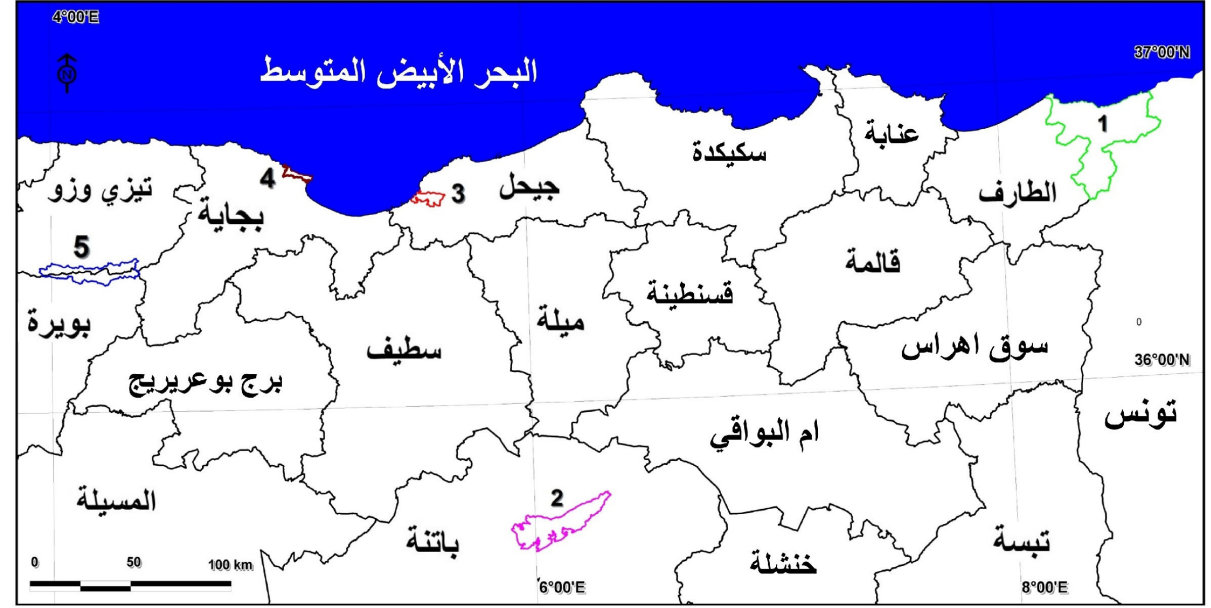 4°00'E
37°00'N
N
البحر الأبيض المتوسط
1
عنابة
سكيكدة
تيزي وزو
4
3
جيجل
الطارف
بجاية
5
قالمة
قسنطينة
بويرة
ميلة
0
سوق اهراس
36°00'N
سطيف
برج بوعريريج
تونس
ام البواقي
المسيلة
2
باتنة
تبسة
خنشلة
0 50 100 km
6°00'E
8°00'E